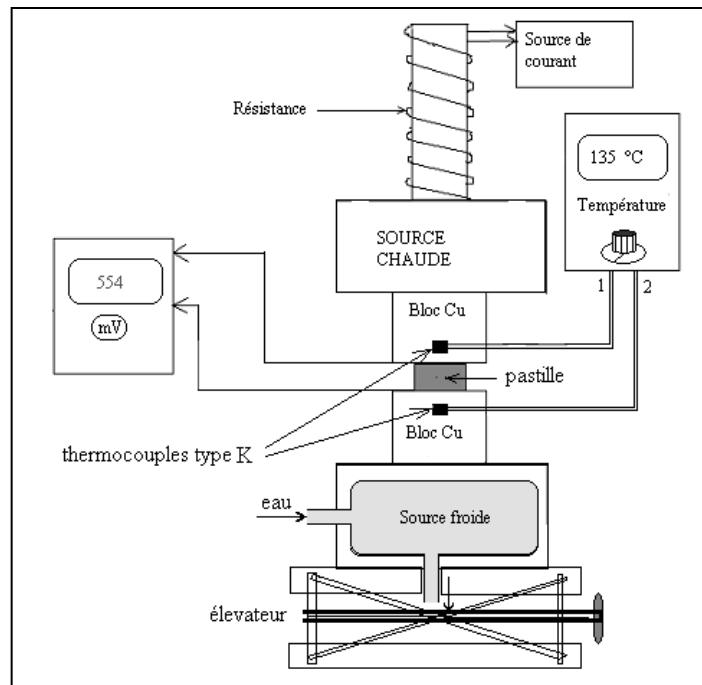 Source de
courant
Résistance
135 °C
Température
SOURCE
CHAUDE
554
1
2
Bloc Cu
mV
pastille
Bloc Cu
thermocouples type K
eau
Source froide
élevateur